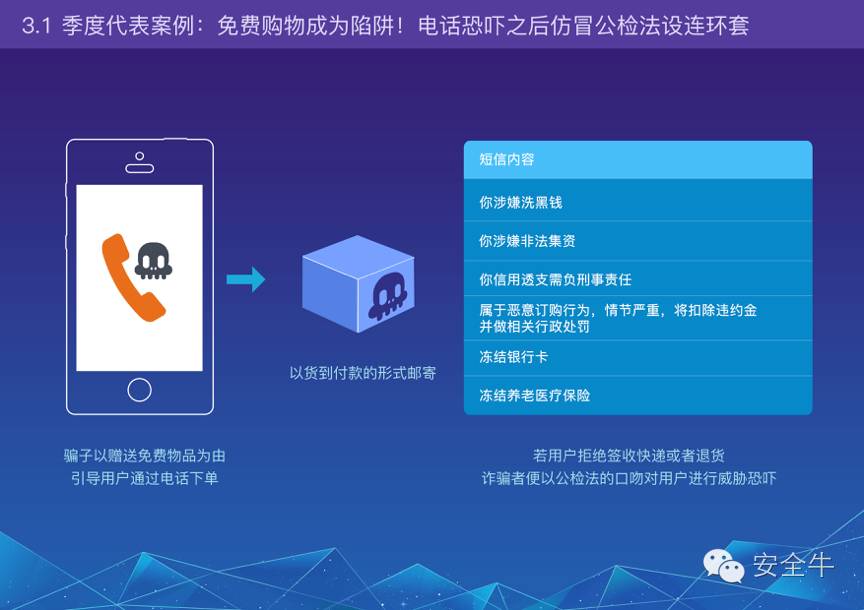 3.1 季度代表案例：免费购物成为陷阱！电话恐吓之后仿冒公检法设连环套
短信内容
你涉嫌洗黑钱
你涉嫌非法集资
你信用透支需负刑事责任
属于恶意订购行为，情节严重，将扣除违约金
并做相关行政处罚
冻结银行卡
冻结养老医疗保险
以货到付款的形式邮寄
骗子以赠送免费物品为由
引导用户通过电话下单
若用户拒绝签收快递或者退货
诈骗者便以公检法的口吻对用户进行威胁恐吓
安全牛